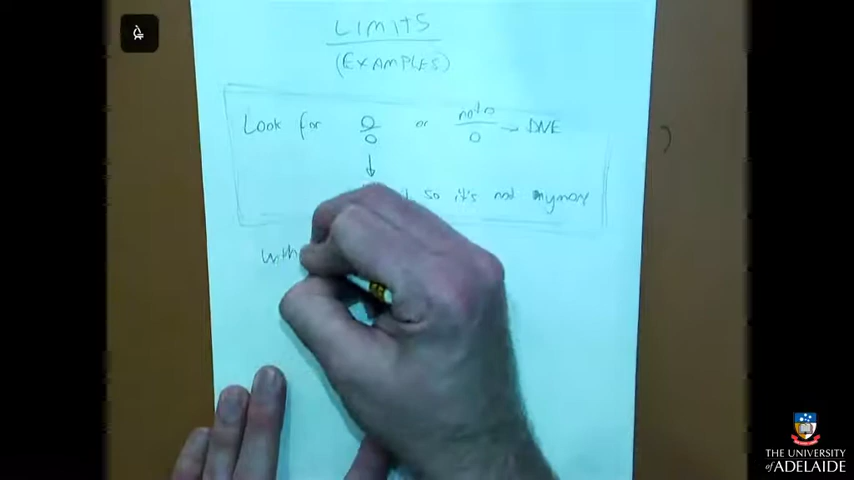 LIMITS
(EXAMPLES)
Look for 0/0 or not 0/0 → DNE
so it's not anymore
with
THE UNIVERSITY
of ADELAIDE